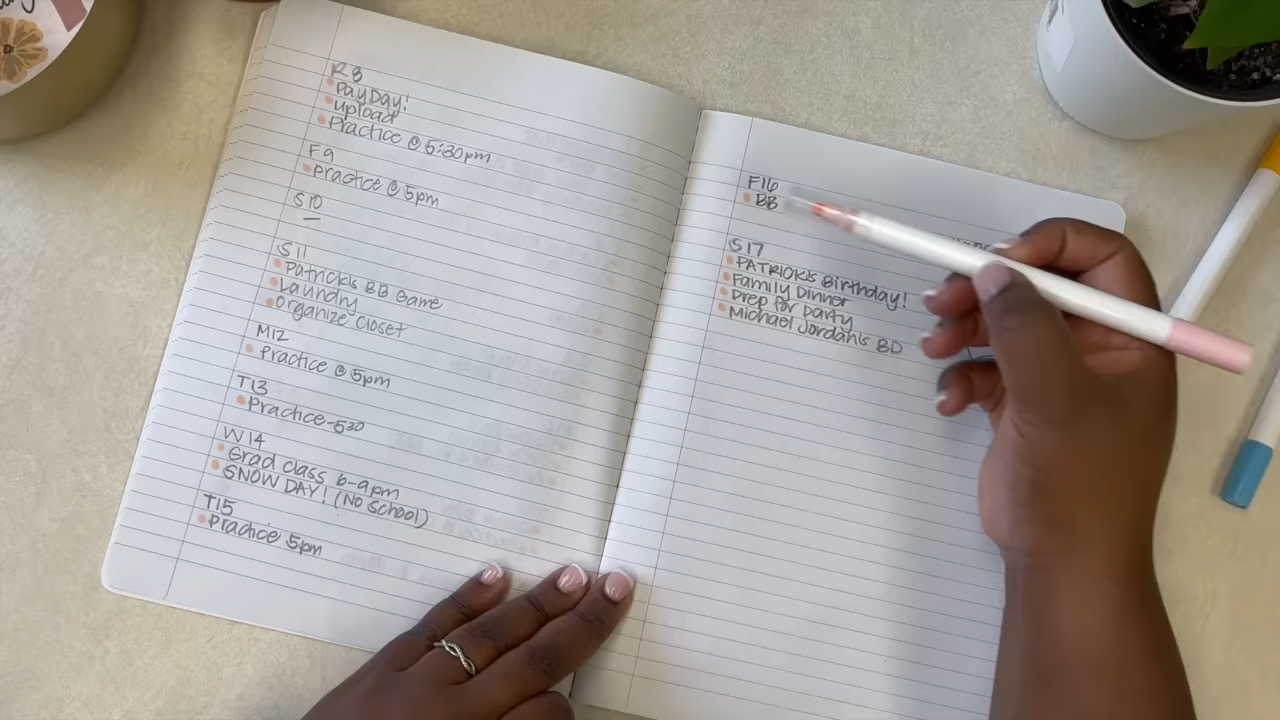 R8
PayDay!
upload
Practice @ 5:30pm
F9
practice @ 5pm
S10
S11
Patrick's BB Game
Laundry
Organize closet
M12
Practice @ 5pm
T13
Practice-530
W14
Grad class 6-9pm
SNOW DAY! (No School)
T15
Practice 5pm
F16
BB
S17
PATRICK's Birthday!
Family Dinner
Prep for party
Michael Jordan's BD